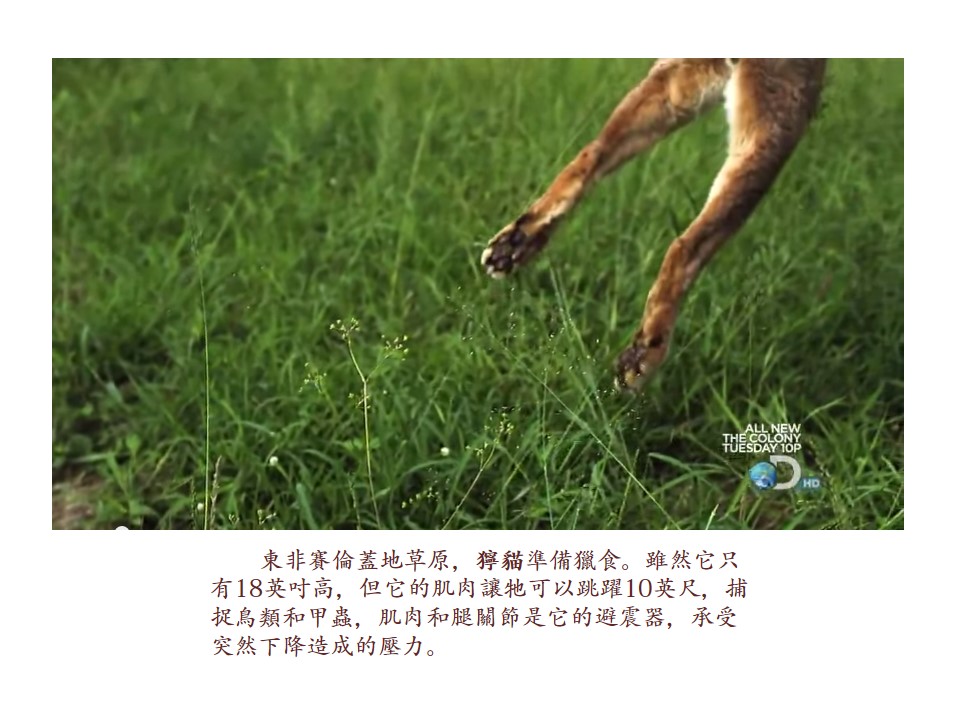 ALL NEW
THE COLONY
TUESDAY 10P
D HD
東非賽倫蓋地草原，獰貓準備獵食。雖然它只
有18英吋高，但它的肌肉讓牠可以跳躍10英尺，捕
捉鳥類和甲蟲，肌肉和腿關節是它的避震器，承受
突然下降造成的壓力。